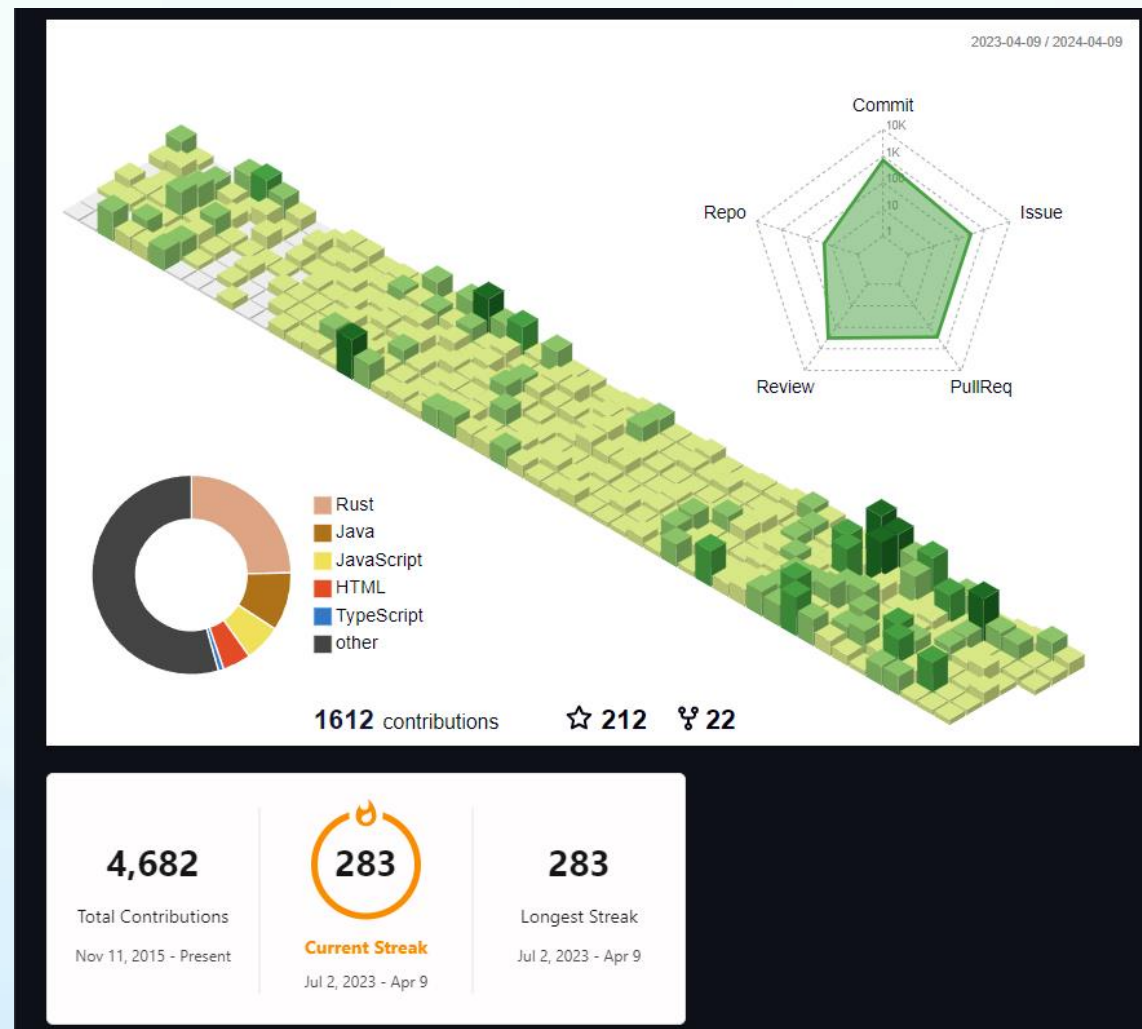 2023-04-09 / 2024-04-09
Commit
10K
1K
100
10
1
Repo
Issue
Review
PullReq
Rust
Java
JavaScript
HTML
TypeScript
other
1612 contributions 212 22
4,682
Total Contributions
Nov 11, 2015 - Present
283
Current Streak
Jul 2, 2023 - Apr 9
283
Longest Streak
Jul 2, 2023 - Apr 9